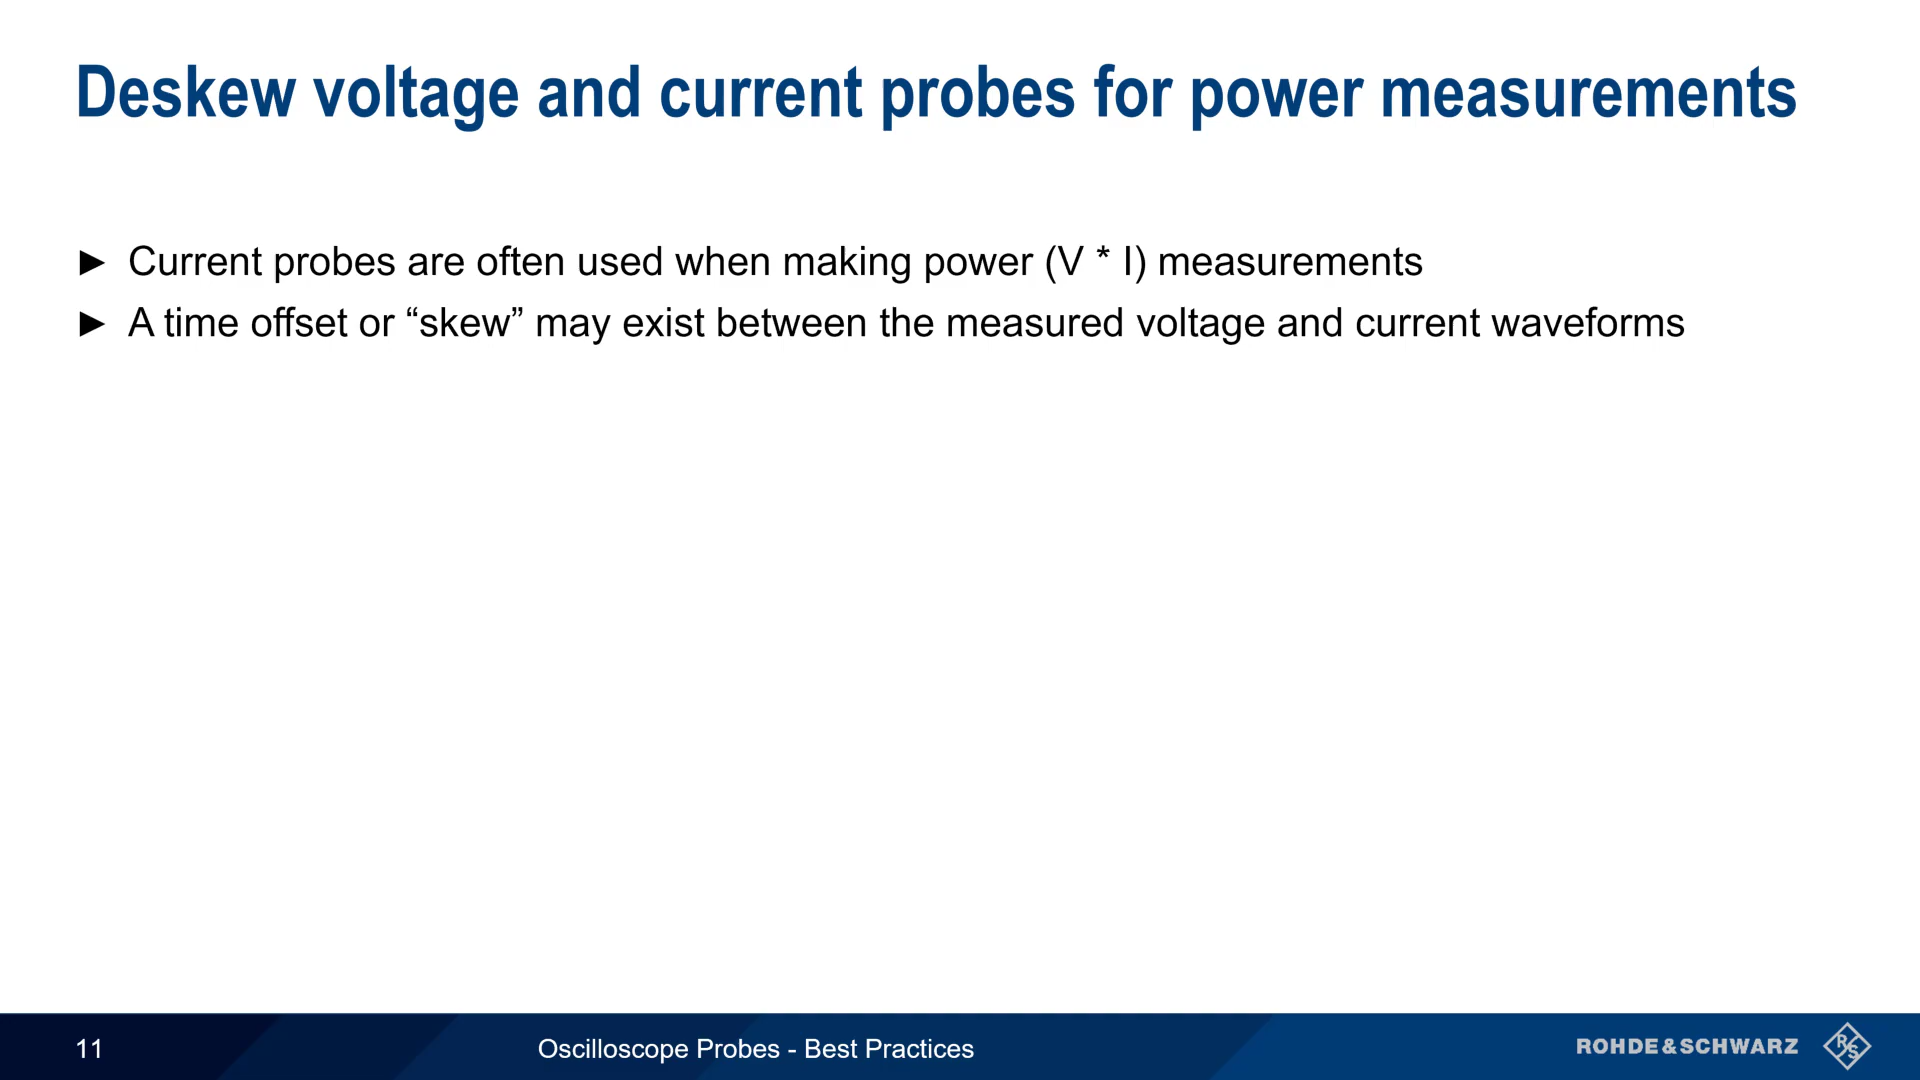 Deskew voltage and current probes for power measurements
► Current probes are often used when making power (V * I) measurements
► A time offset or “skew” may exist between the measured voltage and current waveforms
11
Oscilloscope Probes - Best Practices
ROHDE&SCHWARZ
R&S